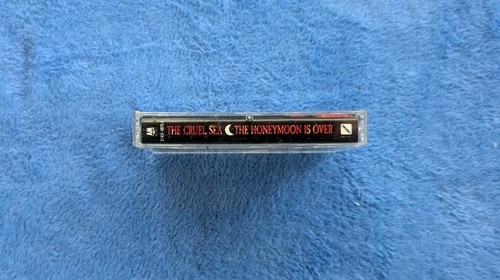 THE CRUEL SEA THE HONEYMOON IS OVER